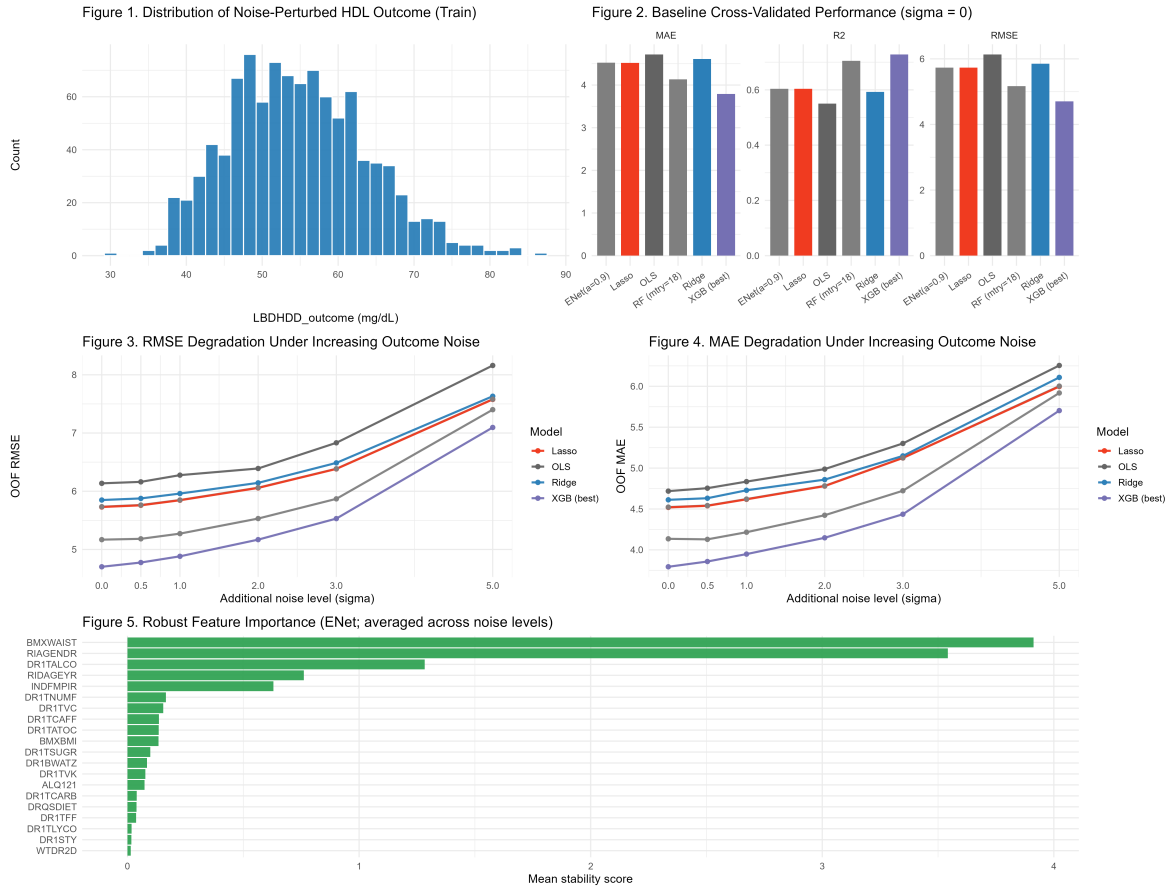 Figure 1. Distribution of Noise-Perturbed HDL Outcome (Train)
Count
60
40
20
0
30 40 50 60 70 80 90
LBDHDD_outcome (mg/dL)
Figure 2. Baseline Cross-Validated Performance (sigma = 0)
MAE
4
3
2
1
0
ENet(a=0.9) Lasso OLS RF (mtry=18) Ridge XGB (best)
R2
0.6
0.4
0.2
0.0
ENet(a=0.9) Lasso OLS RF (mtry=18) Ridge XGB (best)
RMSE
6
4
2
0
ENet(a=0.9) Lasso OLS RF (mtry=18) Ridge XGB (best)
Figure 3. RMSE Degradation Under Increasing Outcome Noise
OOF RMSE
8
7
6
5
0.0 0.5 1.0 2.0 3.0 5.0
Additional noise level (sigma)
Model
Lasso
OLS
Ridge
XGB (best)
Figure 4. MAE Degradation Under Increasing Outcome Noise
OOF MAE
6.0
5.5
5.0
4.5
4.0
0.0 0.5 1.0 2.0 3.0 5.0
Additional noise level (sigma)
Model
Lasso
OLS
Ridge
XGB (best)
Figure 5. Robust Feature Importance (ENet; averaged across noise levels)
BMXWAIST
RIAGENDR
DR1TALCO
RIDAGEYR
INDFMPIR
DR1TNUMF
DR1TVC
DR1TCAFF
DR1TATOC
BMXBMI
DR1TSUGR
DR1BWATZ
DR1TVK
ALQ121
DR1TCARB
DRQSDIET
DR1TFF
DR1TLYCO
DR1STY
WTDR2D
0 1 2 3 4
Mean stability score